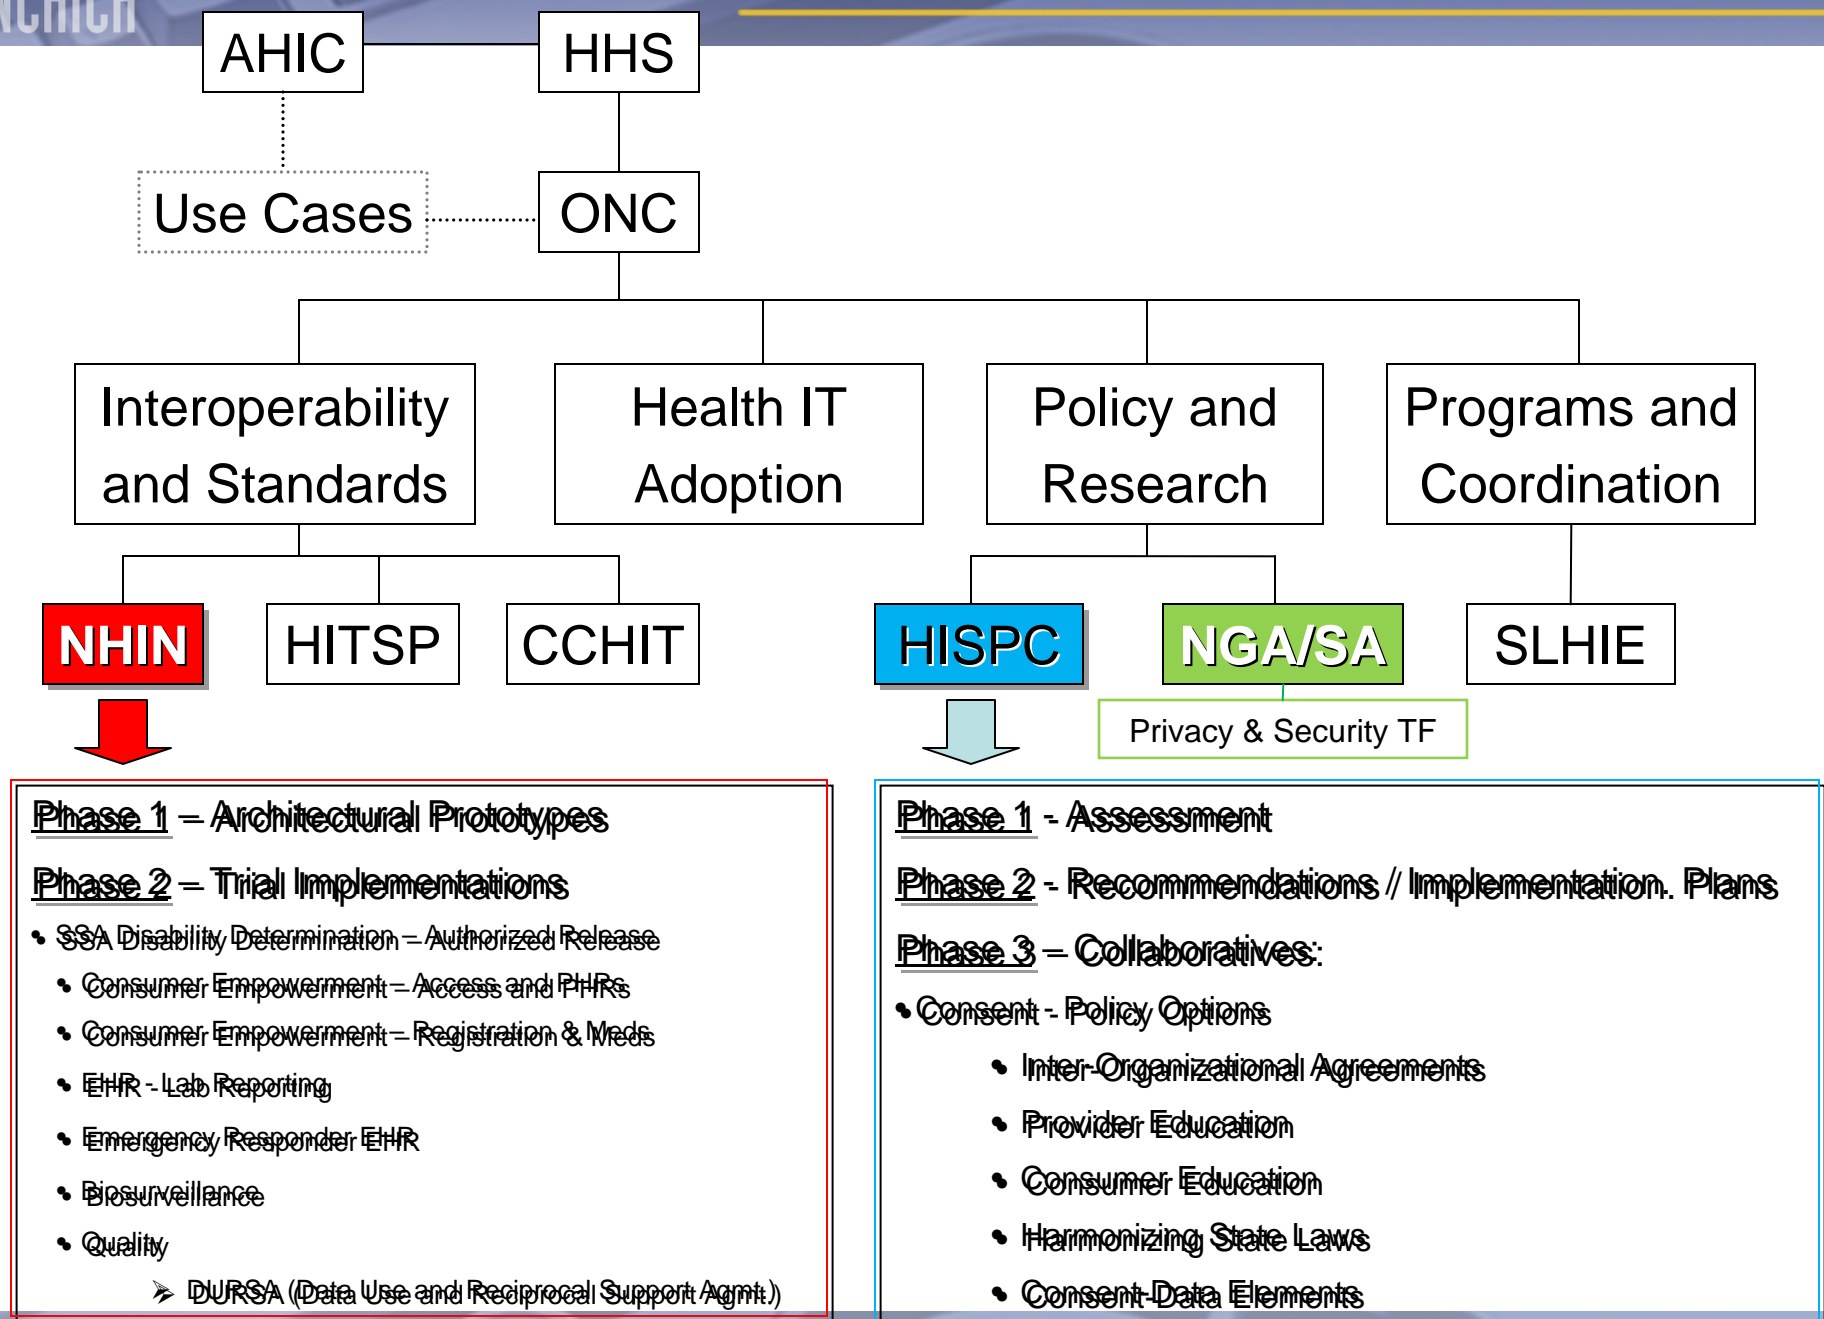 NCHICA
AHIC
HHS
Use Cases
ONC
Interoperability
and Standards
Health IT
Adoption
Policy and
Research
Programs and
Coordination
NHIN
HITSP
CCHIT
HISPC
NGA/SA
SLHIE
Privacy & Security TF
Phase 1 – Architectural Prototypes
Phase 2 – Trial Implementations
• SSA Disability Determination – Authorized Release
• Consumer Empowerment – Access and PHRs
• Consumer Empowerment – Registration & Meds
• EHR - Lab Reporting
• Emergency Responder EHR
• Biosurveillance
• Quality
➢ DURSA (Data Use and Reciprocal Support Agmt.)
Phase 1 - Assessment
Phase 2 - Recommendations / Implementation. Plans
Phase 3 – Collaboratives:
• Consent - Policy Options
• Inter-Organizational Agreements
• Provider Education
• Consumer Education
• Harmonizing State Laws
• Consent-Data Elements